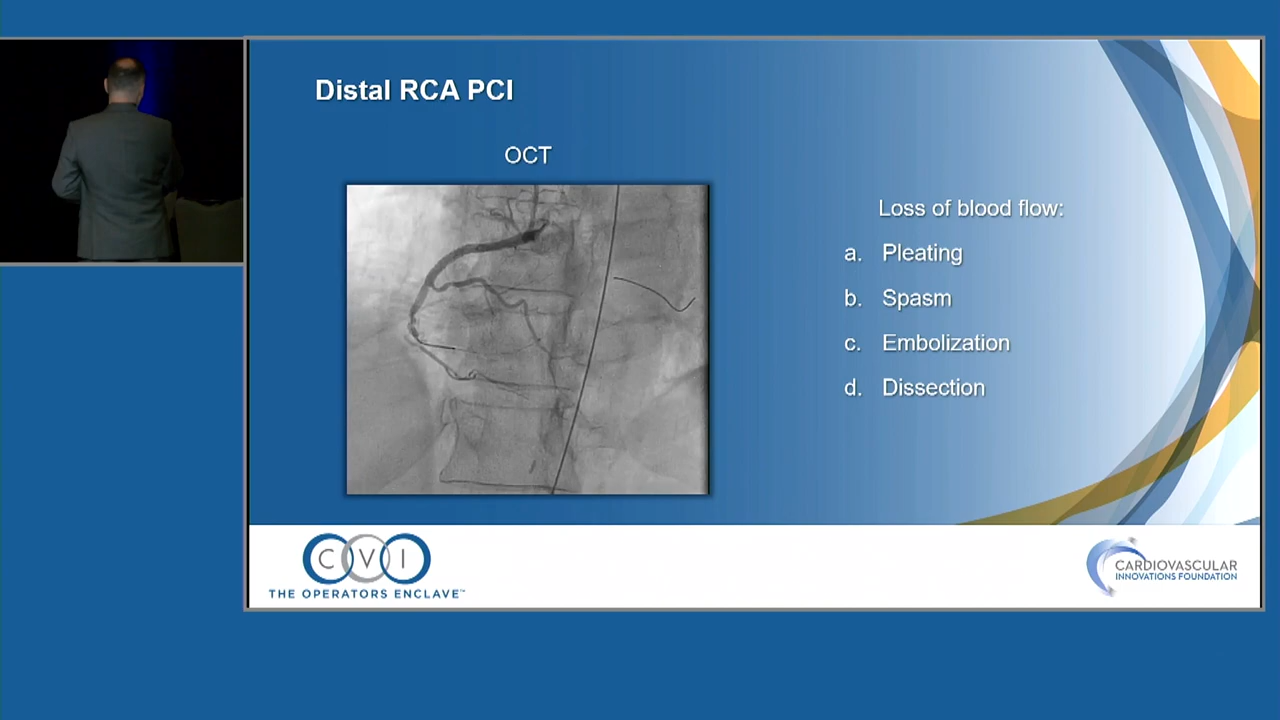 Distal RCA PCI
OCT
Loss of blood flow:
a. Pleating
b. Spasm
c. Embolization
d. Dissection
CVI
THE OPERATORS ENCLAVE™
CARDIOVASCULAR
INNOVATIONS FOUNDATION